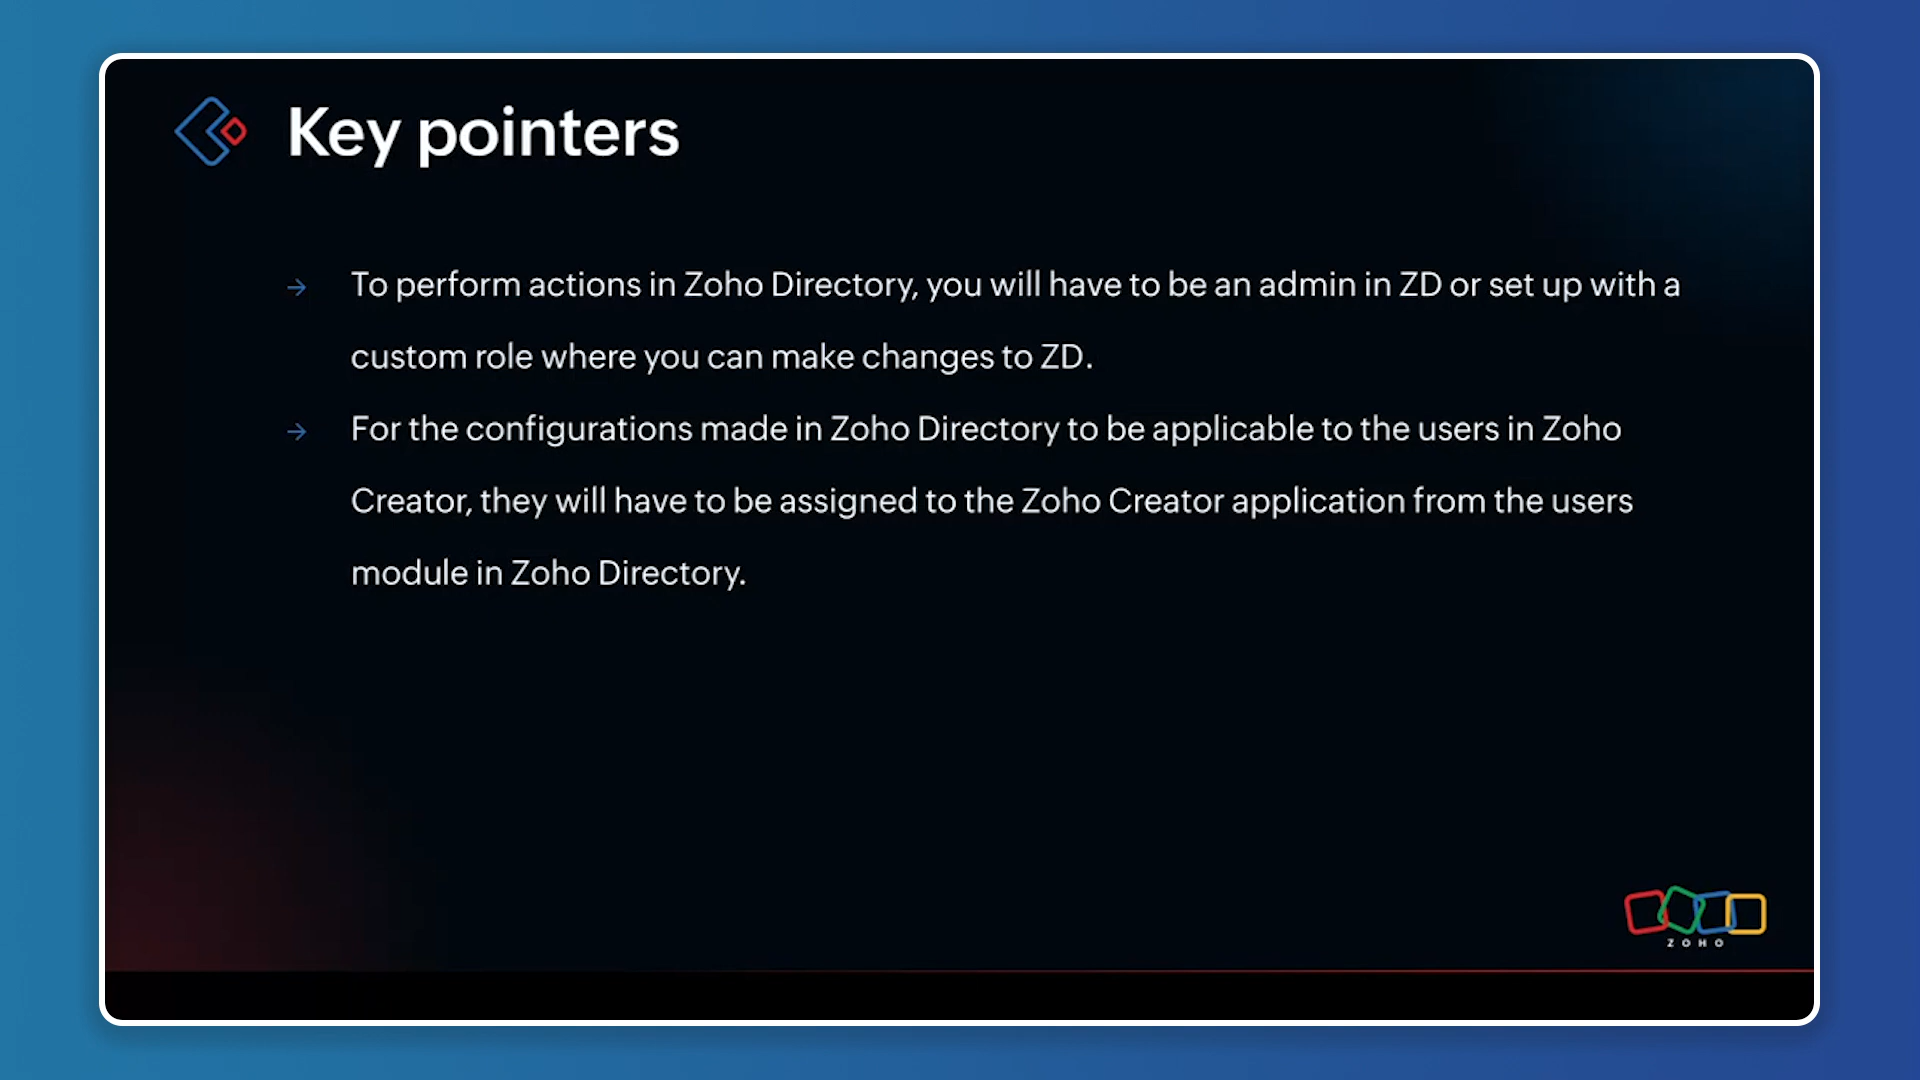 Key pointers
→ To perform actions in Zoho Directory, you will have to be an admin in ZD or set up with a
custom role where you can make changes to ZD.
→ For the configurations made in Zoho Directory to be applicable to the users in Zoho
Creator, they will have to be assigned to the Zoho Creator application from the users
module in Zoho Directory.
ZOHO